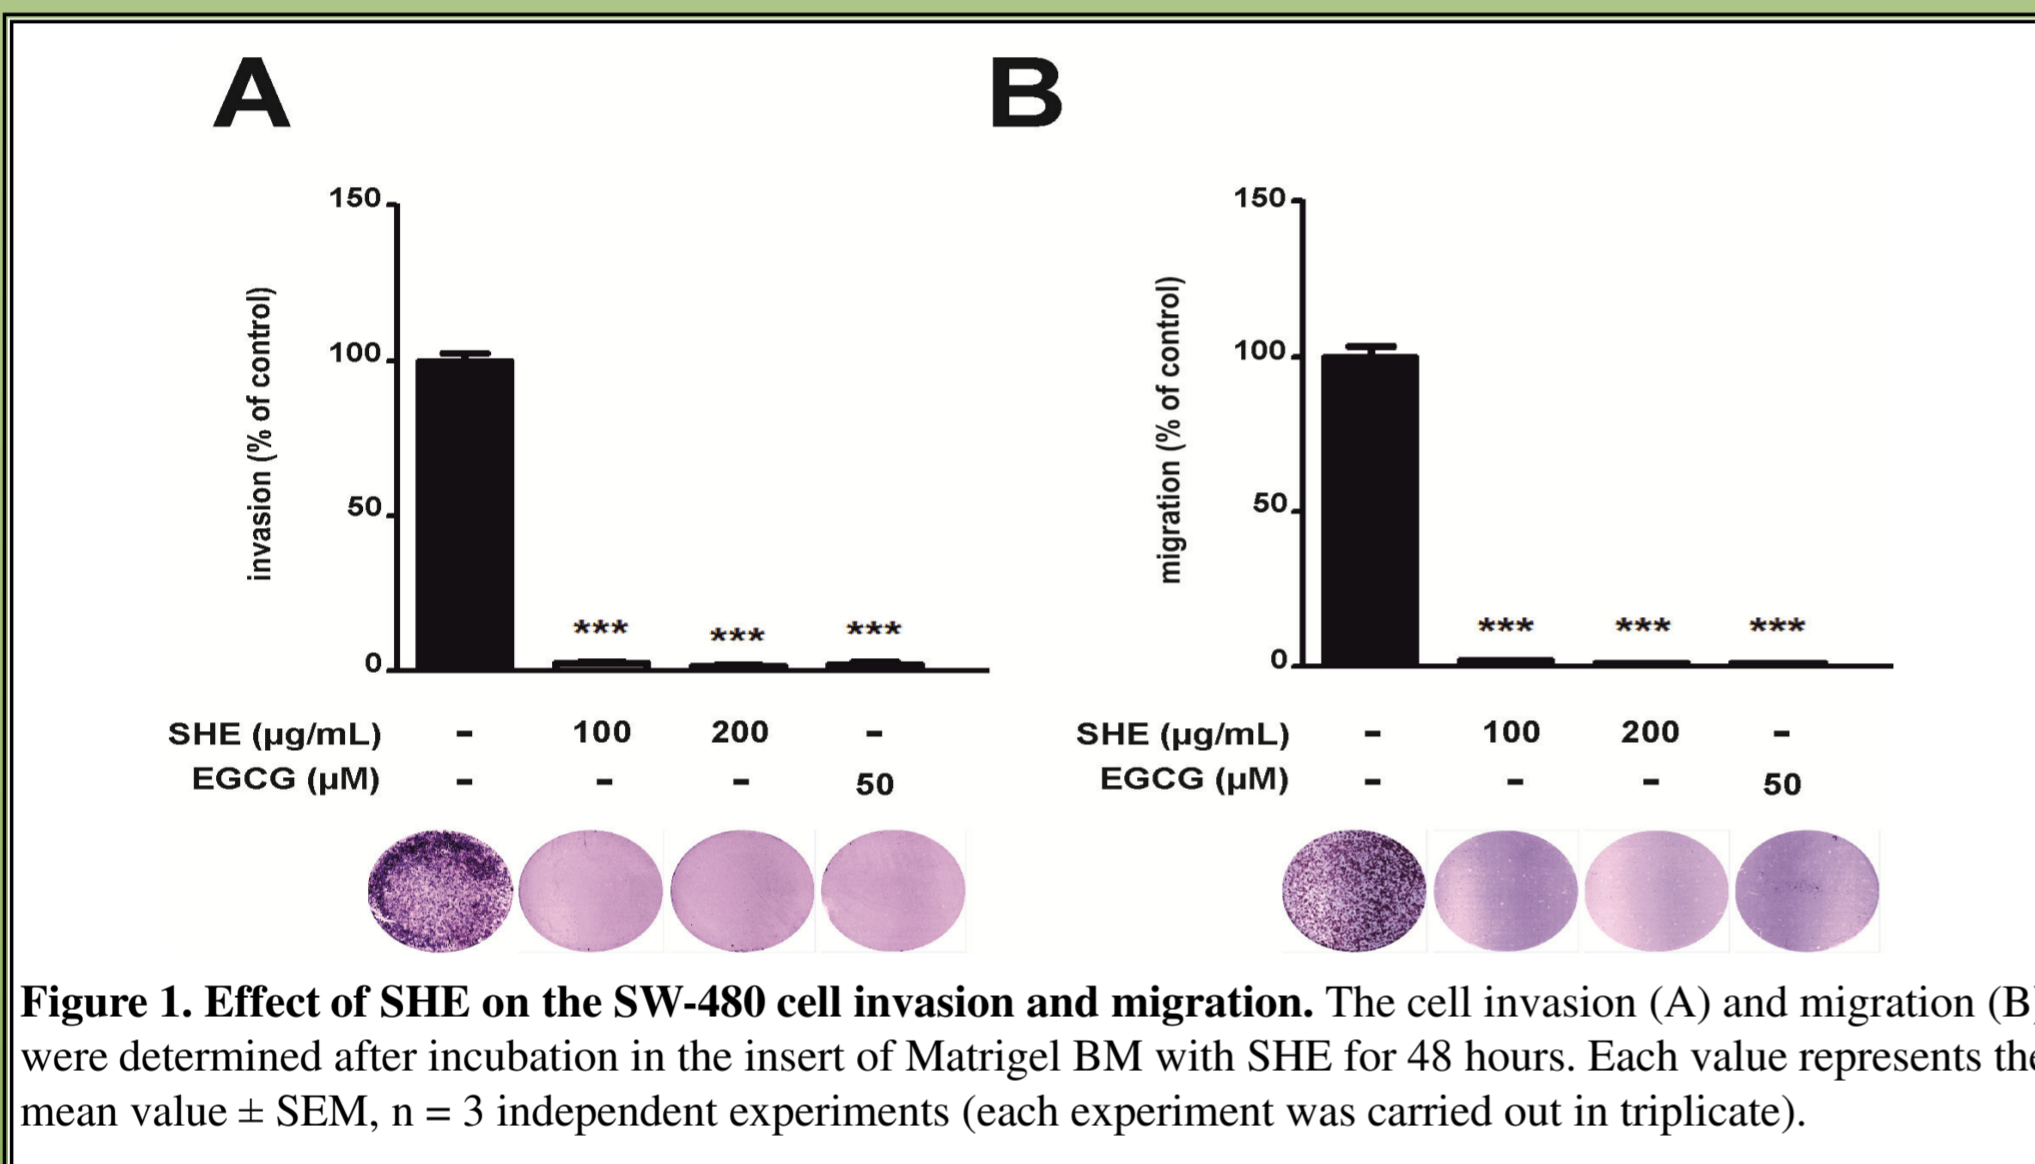 A
B
150
100
50
0
invasion (% of control)
*** *** ***
SHE (µg/mL) - 100 200 -
EGCG (µM) - - - 50
150
100
50
0
migration (% of control)
*** *** ***
SHE (µg/mL) - 100 200 -
EGCG (µM) - - - 50
Figure 1. Effect of SHE on the SW-480 cell invasion and migration. The cell invasion (A) and migration (B)
were determined after incubation in the insert of Matrigel BM with SHE for 48 hours. Each value represents the
mean value ± SEM, n = 3 independent experiments (each experiment was carried out in triplicate).